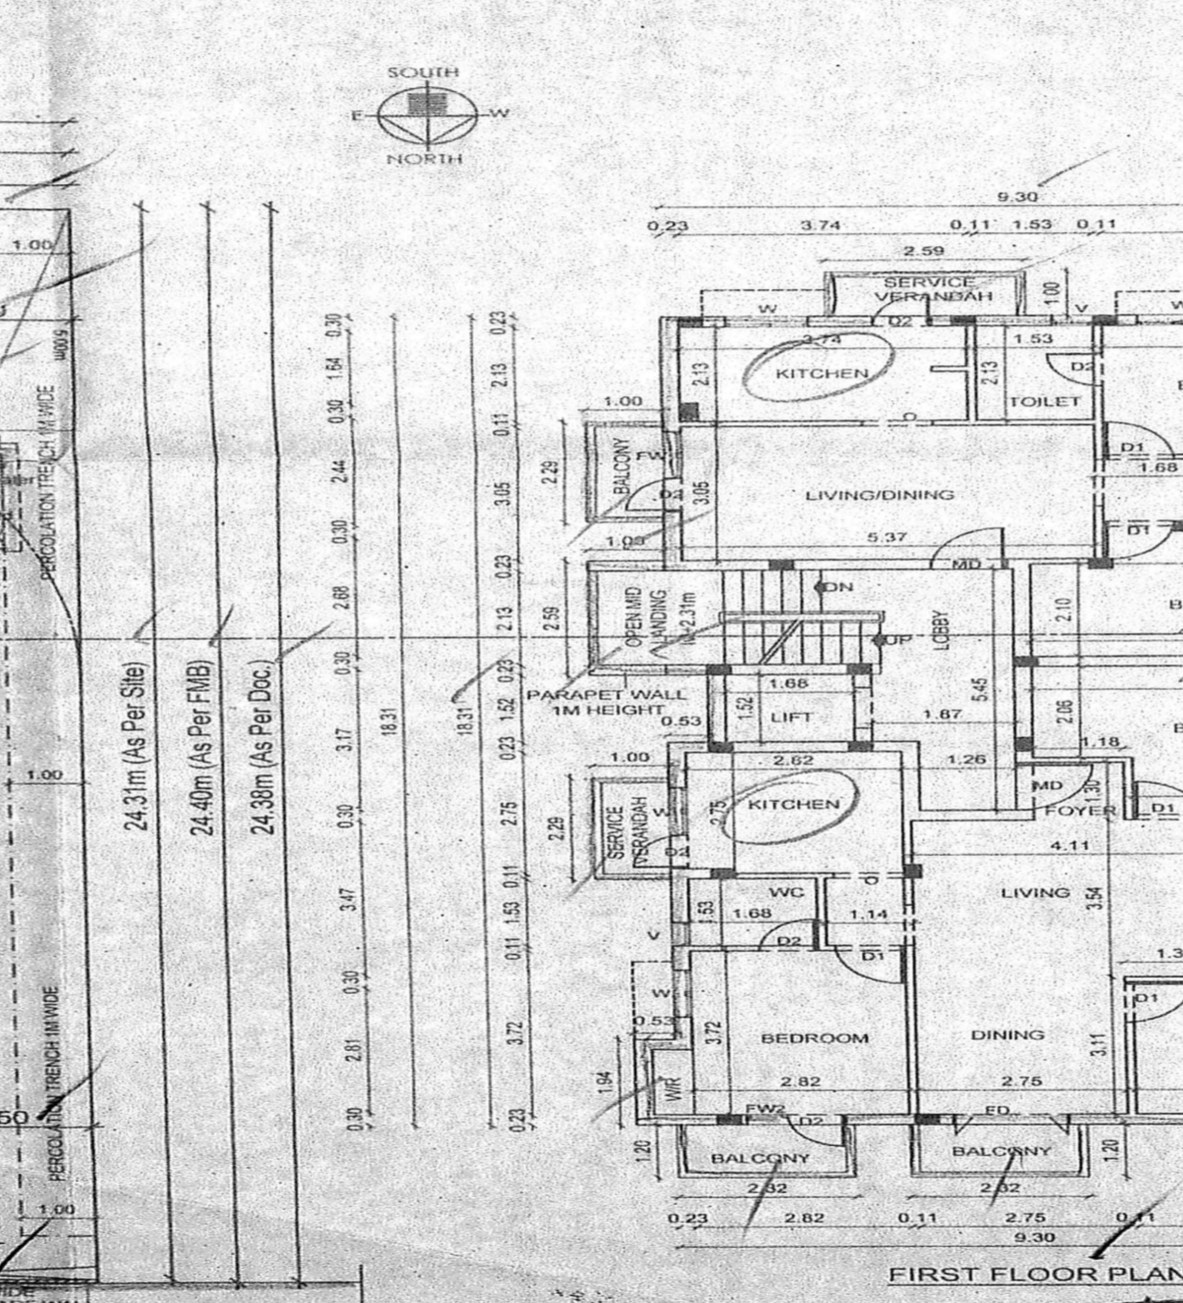 SOUTH
E
W
NORTH
9.30
0.23 3.74 0.11 1.53 0.11
2.59
SERVICE
VERANDAH
1.00
W
D2
V
3.74
1.53
KITCHEN
2.13
2.13
D2
TOILET
1.00
1.00
600m
PERCOLATION TRENCH 1M WIDE
BALCONY
2.29
FW
D2
3.05
LIVING/DINING
5.37
D1
1.68
D1
MD
1.00
OPEN MID
LANDING
2.59
DN
UP
LOBBY
2.10
PARAPET WALL
1M HEIGHT
0.53
1.68
1.52
LIFT
1.87
5.45
2.06
1.18
24.31m (As Per Site)
24.40m (As Per FMB)
24.38m (As Per Doc.)
0.30
1.64
0.30
2.44
0.30
2.68
0.30
3.17
0.30
3.47
0.30
2.81
0.30
18.31
18.31
0.23
2.13
0.11
3.05
0.23
2.13
0.23
1.52
0.23
2.75
0.11
1.53
0.11
3.72
0.23
1.00
1.00
2.82
1.26
MD
1.30
FOYER
D1
KITCHEN
2.75
SERVICE
VERANDAH
2.29
W
D2
4.11
LIVING
3.54
WC
1.53
1.68
1.14
D2
D1
V
W
0.53
BEDROOM
3.72
DINING
3.11
D1
2.82
2.75
1.94
W/R
FW2
D2
FD
PERCOLATION TRENCH 1M WIDE
1.00
1.20
BALCONY
BALCONY
1.20
2.82
2.82
0.23 2.82 0.11 2.75 0.11
9.30
FIRST FLOOR PLAN